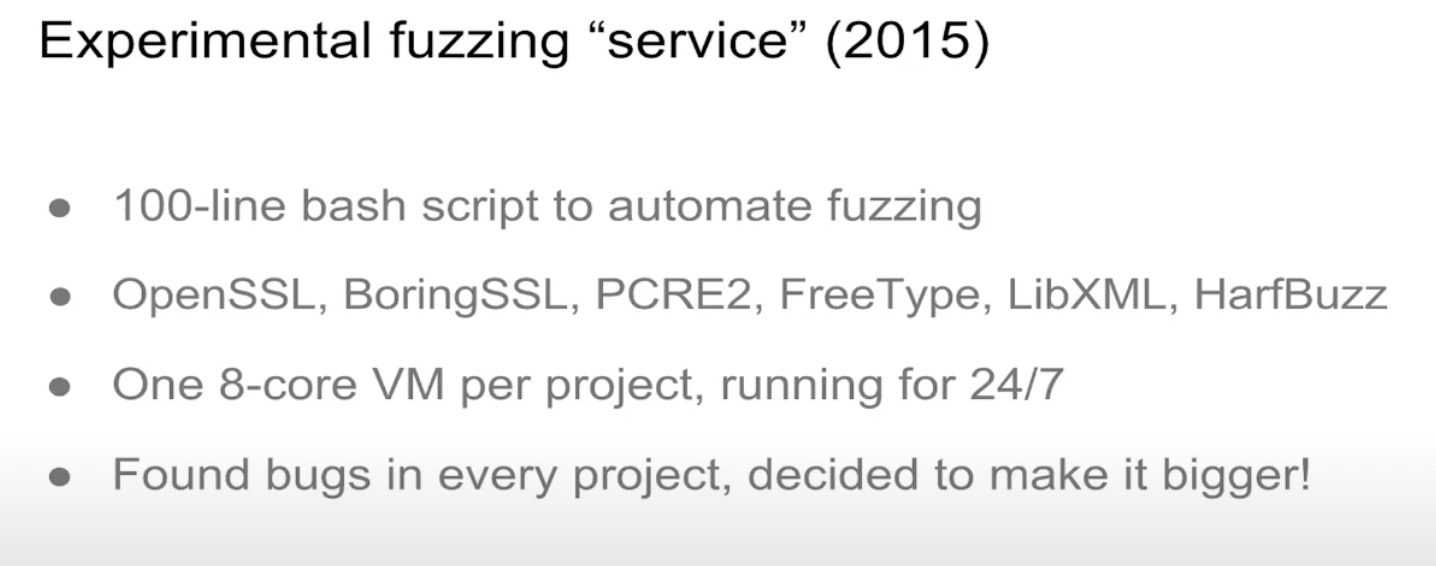 Experimental fuzzing “service” (2015)
● 100-line bash script to automate fuzzing
● OpenSSL, BoringSSL, PCRE2, FreeType, LibXML, HarfBuzz
● One 8-core VM per project, running for 24/7
● Found bugs in every project, decided to make it bigger!